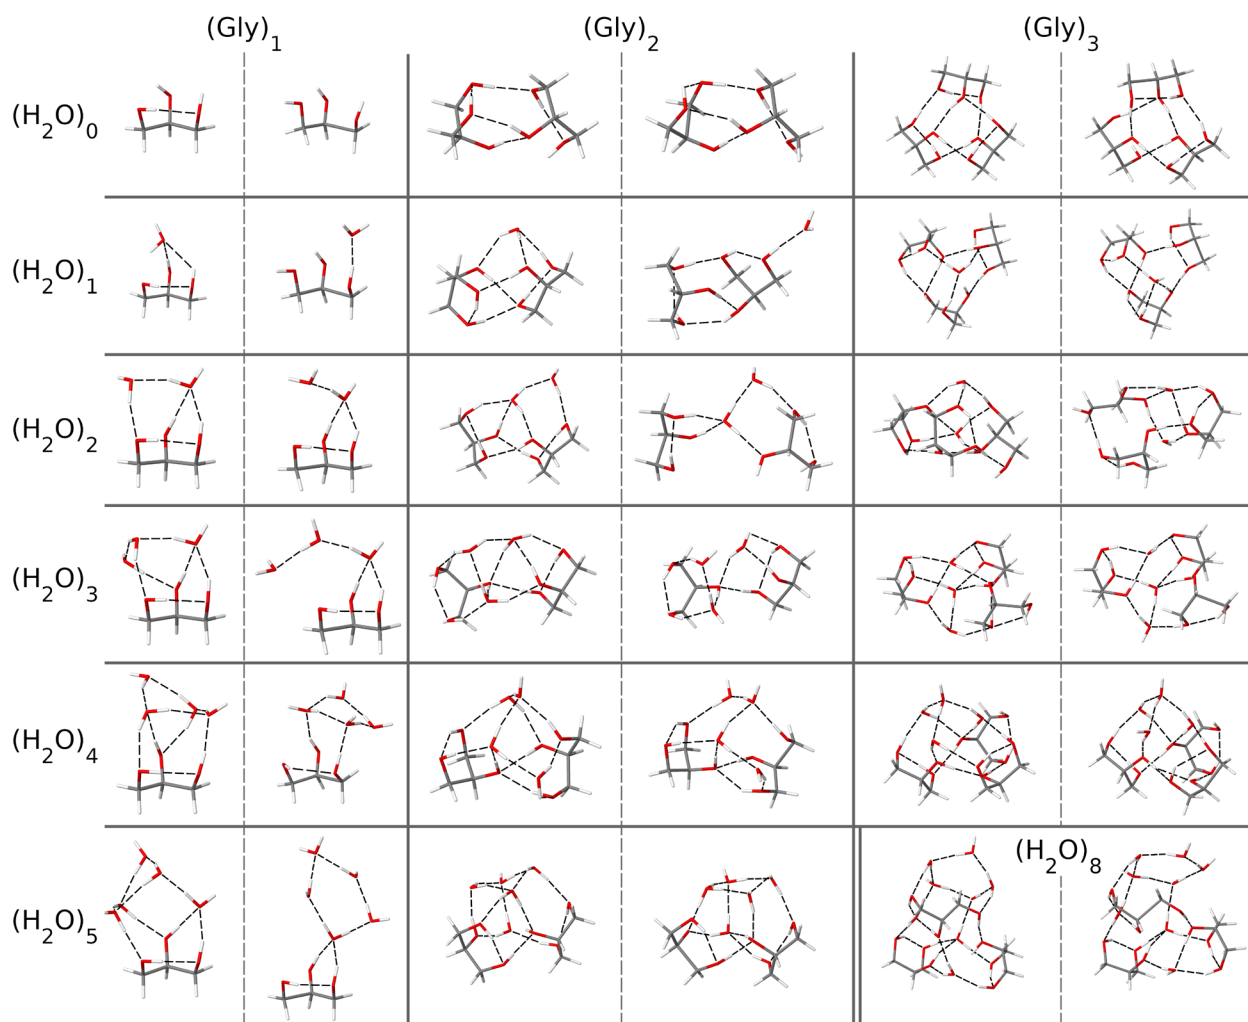 (Gly)₁ (Gly)₂ (Gly)₃
(H₂O)₀
(H₂O)₁
(H₂O)₂
(H₂O)₃
(H₂O)₄
(H₂O)₅ (H₂O)₈